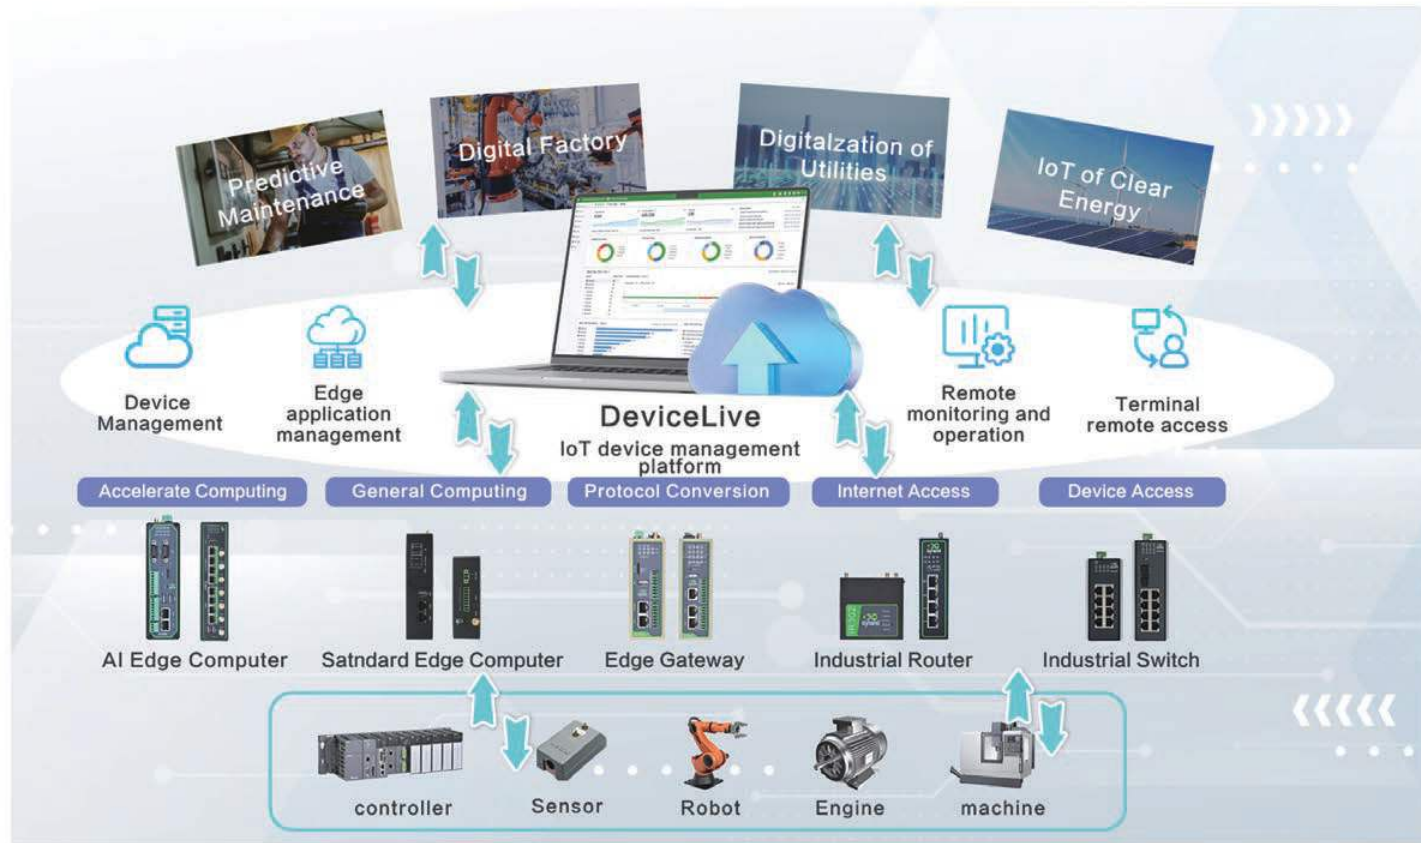 Predictive
Maintenance
Digital Factory
Digitalzation of
Utilities
IoT of Clear
Energy
Device
Management
Edge
application
management
DeviceLive
IoT device management
platform
Remote
monitoring and
operation
Terminal
remote access
Accelerate Computing
General Computing
Protocol Conversion
Internet Access
Device Access
AI Edge Computer
Satndard Edge Computer
Edge Gateway
Industrial Router
Industrial Switch
controller
Sensor
Robot
Engine
machine